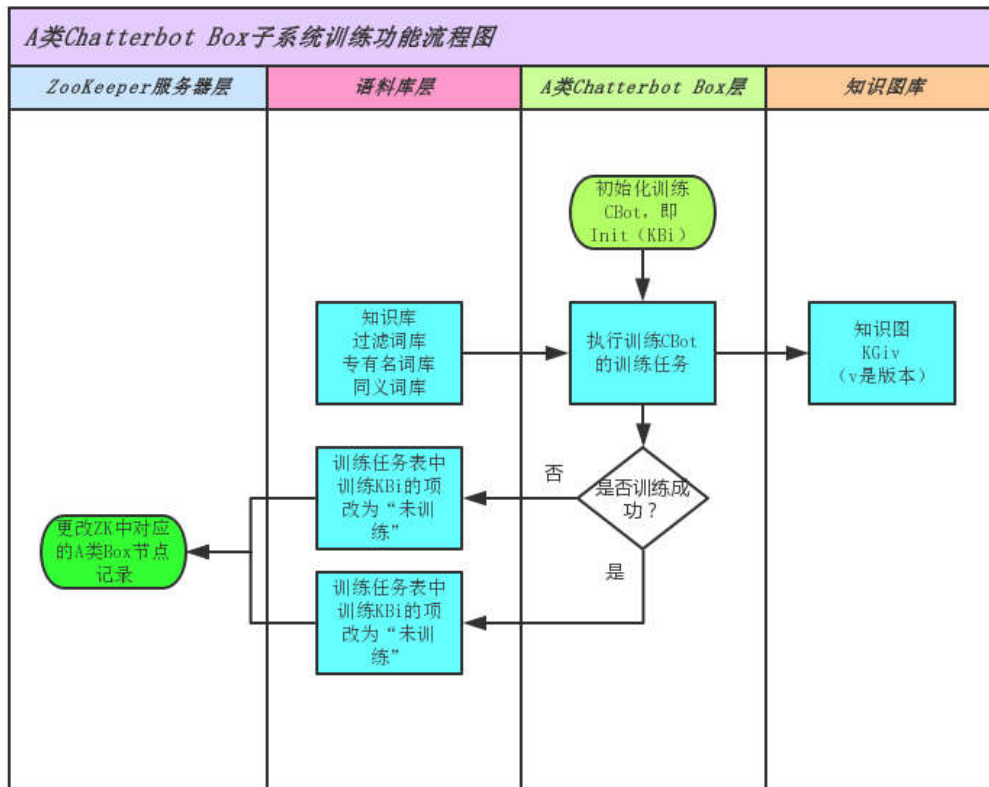 A类Chatterbot Box子系统训练功能流程图
ZooKeeper服务器层
语料库层
A类Chatterbot Box层
知识图库
初始化训练
CBot, 即
Init（KBi）
知识库
过滤词库
专有名词库
同义词库
执行训练CBot
的训练任务
知识图
KGiv
（v是版本）
训练任务表中
训练KBi的项
改为“未训
练”
否
是否训练成
功？
更改ZK中对应
的A类Box节点
记录
是
训练任务表中
训练KBi的项
改为“未训
练”